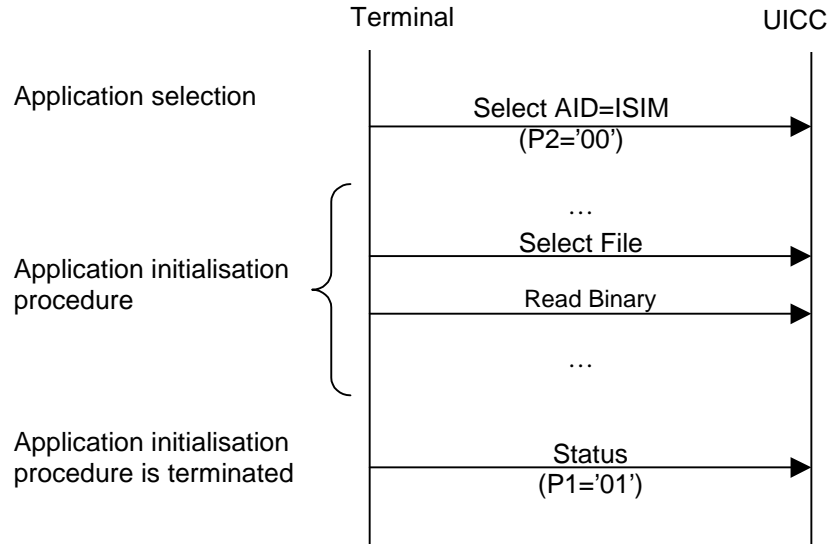 Terminal
UICC
Application selection
Select AID=ISIM
(P2='00')
…
Select File
Application initialisation
procedure
Read Binary
…
Application initialisation
procedure is terminated
Status
(P1='01')